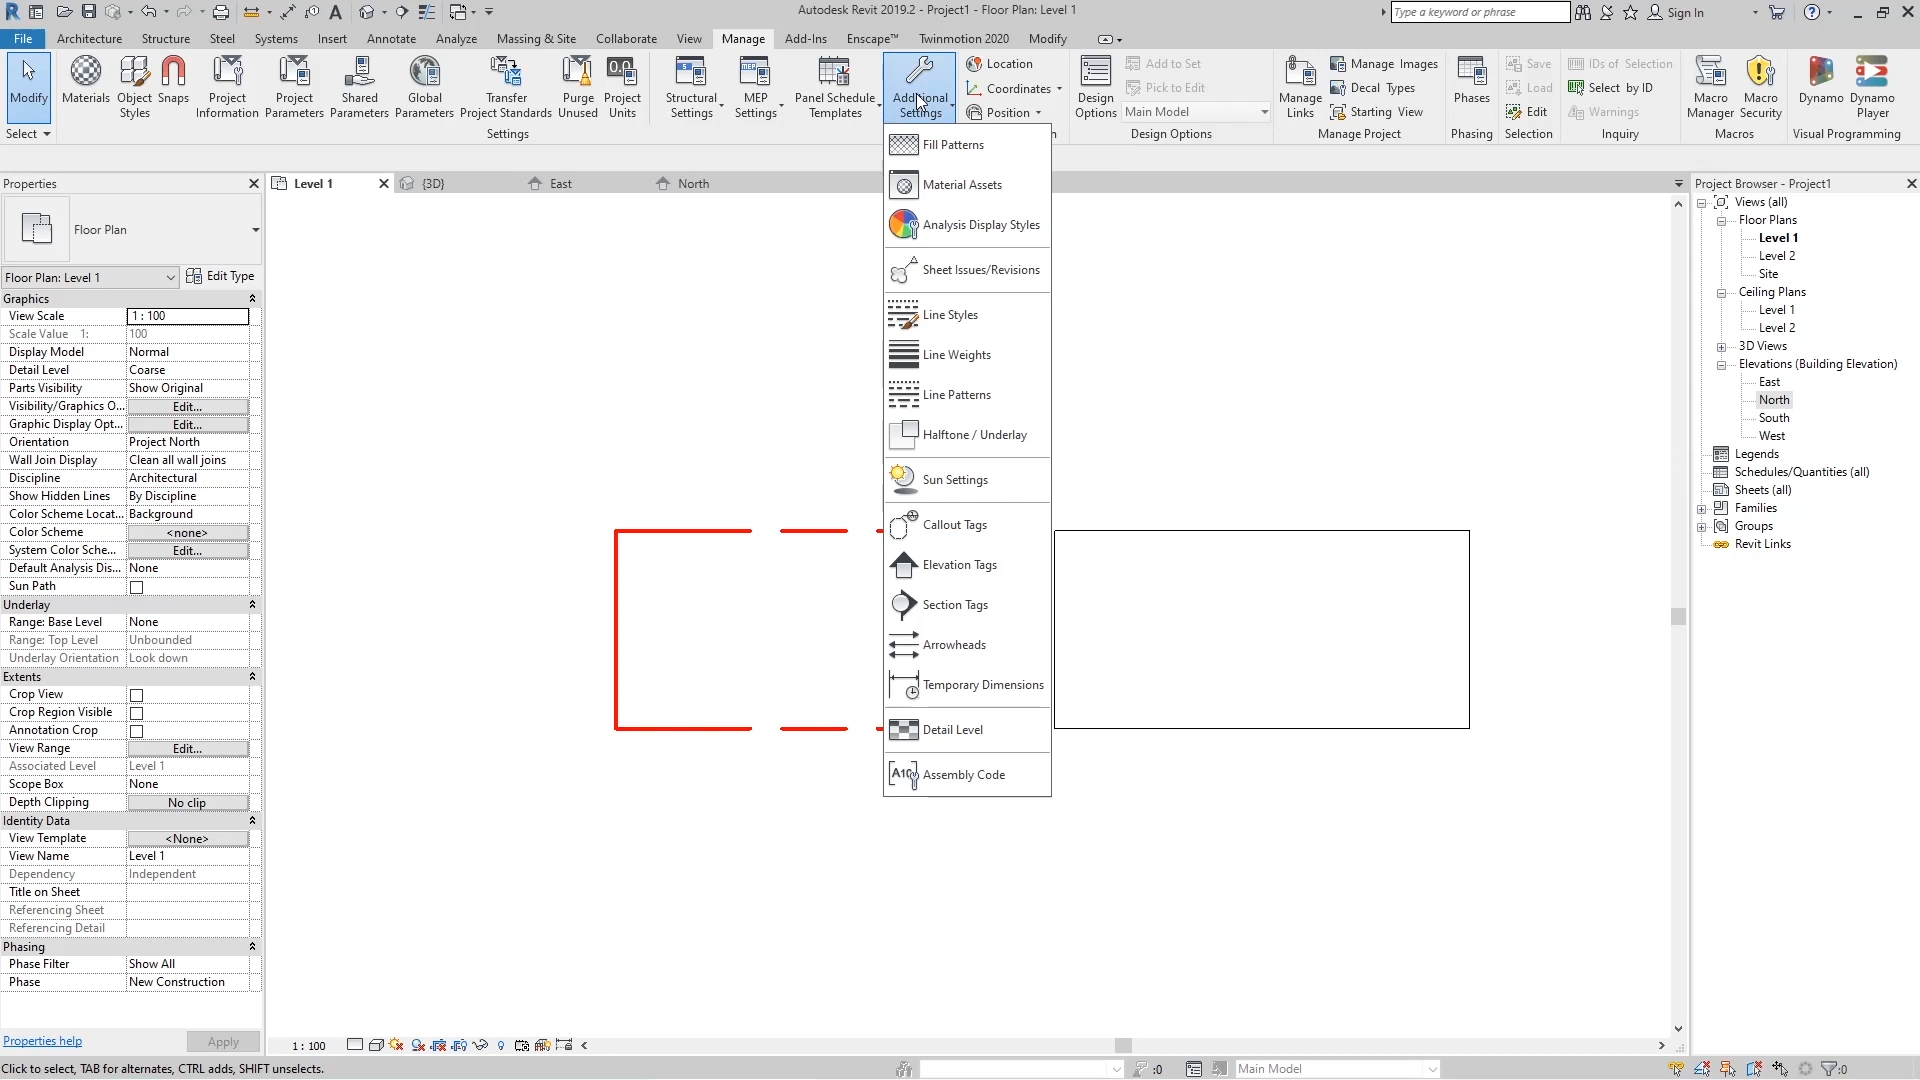 Autodesk Revit 2019.2 - Project1 - Floor Plan: Level 1
Type a keyword or phrase
Sign In
File
Architecture
Structure
Steel
Systems
Insert
Annotate
Analyze
Massing & Site
Collaborate
View
Manage
Add-Ins
Enscape™
Twinmotion 2020
Modify
Modify
Materials
Object Styles
Snaps
Project Information
Project Parameters
Shared Parameters
Global Parameters
Transfer Project Standards
Purge Unused
Project Units
Structural Settings
MEP Settings
Panel Schedule Templates
Additional Settings
Location
Coordinates
Position
Design Options
Add to Set
Pick to Edit
Main Model
Manage Links
Manage Images
Decal Types
Starting View
Phases
Save
Load
Edit
IDs of Selection
Select by ID
Warnings
Macro Manager
Macro Security
Dynamo
Dynamo Player
Select
Settings
Design Options
Manage Project
Phasing
Selection
Inquiry
Macros
Visual Programming
Properties
Floor Plan
Floor Plan: Level 1
Edit Type
Graphics
View Scale 1 : 100
Scale Value 1: 100
Display Model Normal
Detail Level Coarse
Parts Visibility Show Original
Visibility/Graphics O... Edit...
Graphic Display Opt... Edit...
Orientation Project North
Wall Join Display Clean all wall joins
Discipline Architectural
Show Hidden Lines By Discipline
Color Scheme Locat... Background
Color Scheme <none>
System Color Sche... Edit...
Default Analysis Dis... None
Sun Path
Underlay
Range: Base Level None
Range: Top Level Unbounded
Underlay Orientation Look down
Extents
Crop View
Crop Region Visible
Annotation Crop
View Range Edit...
Associated Level Level 1
Scope Box None
Depth Clipping No clip
Identity Data
View Template <None>
View Name Level 1
Dependency Independent
Title on Sheet
Referencing Sheet
Referencing Detail
Phasing
Phase Filter Show All
Phase New Construction
Properties help
Apply
Level 1
{3D}
East
North
Fill Patterns
Material Assets
Analysis Display Styles
Sheet Issues/Revisions
Line Styles
Line Weights
Line Patterns
Halftone / Underlay
Sun Settings
Callout Tags
Elevation Tags
Section Tags
Arrowheads
Temporary Dimensions
Detail Level
Assembly Code
Project Browser - Project1
Views (all)
Floor Plans
Level 1
Level 2
Site
Ceiling Plans
Level 1
Level 2
3D Views
Elevations (Building Elevation)
East
North
South
West
Legends
Schedules/Quantities (all)
Sheets (all)
Families
Groups
Revit Links
1 : 100
Click to select, TAB for alternates, CTRL adds, SHIFT unselects.
:0
Main Model
:0